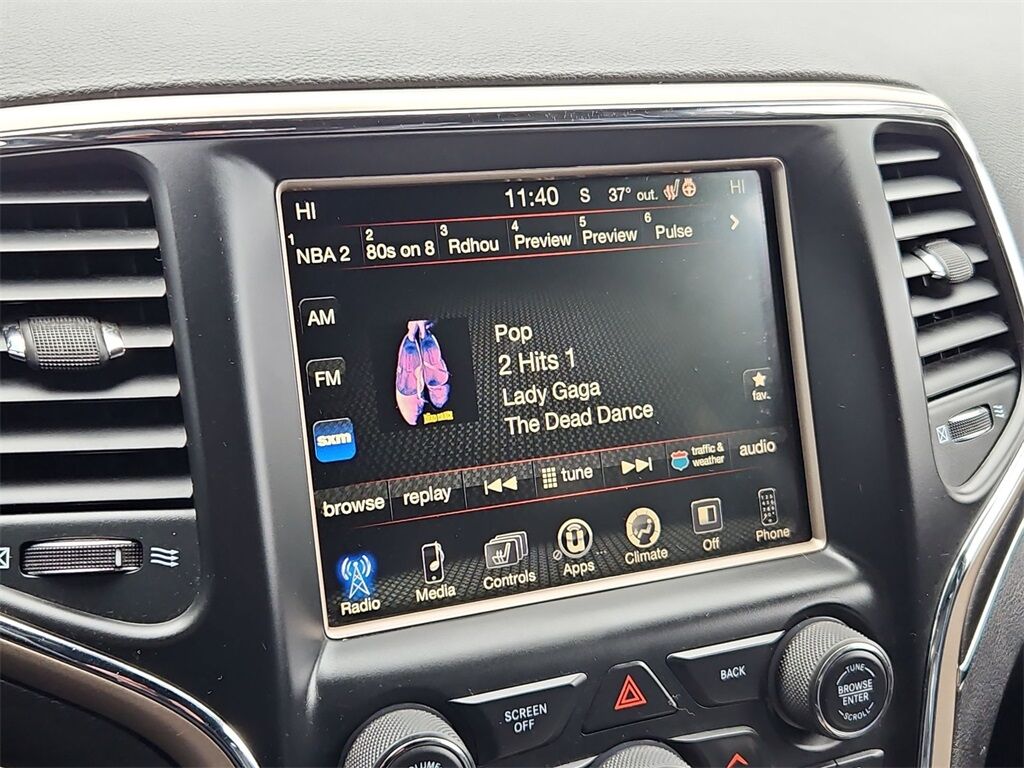 HI 11:40 S 37° out. HI
1 NBA 2 2 80s on 8 3 Rdhou 4 Preview 5 Preview 6 Pulse
AM
FM
sxm
Pop
2 Hits 1
Lady Gaga
The Dead Dance
fav.
browse replay tune traffic & weather audio
Radio Media Controls Apps Climate Off Phone
BACK
TUNE
BROWSE
ENTER
SCROLL
SCREEN
OFF
VOLUME